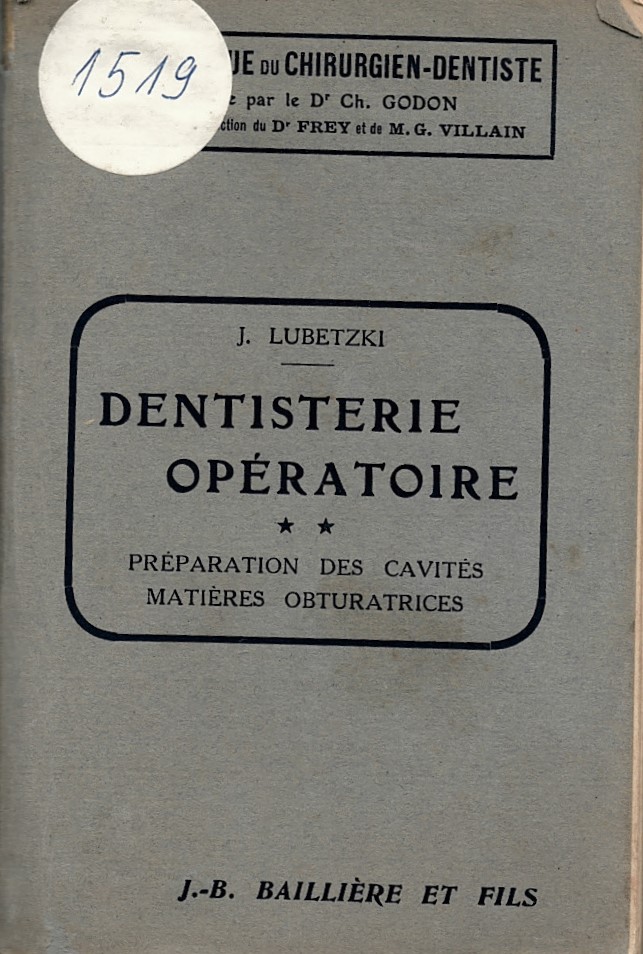 1519
UE DU CHIRURGIEN-DENTISTE
e par le Dr Ch. GODON
ction du Dr FREY et de M. G. VILLAIN
J. LUBETZKI
DENTISTERIE
OPÉRATOIRE
★ ★
PRÉPARATION DES CAVITÉS
MATIÈRES OBTURATRICES
J.-B. BAILLIÈRE ET FILS